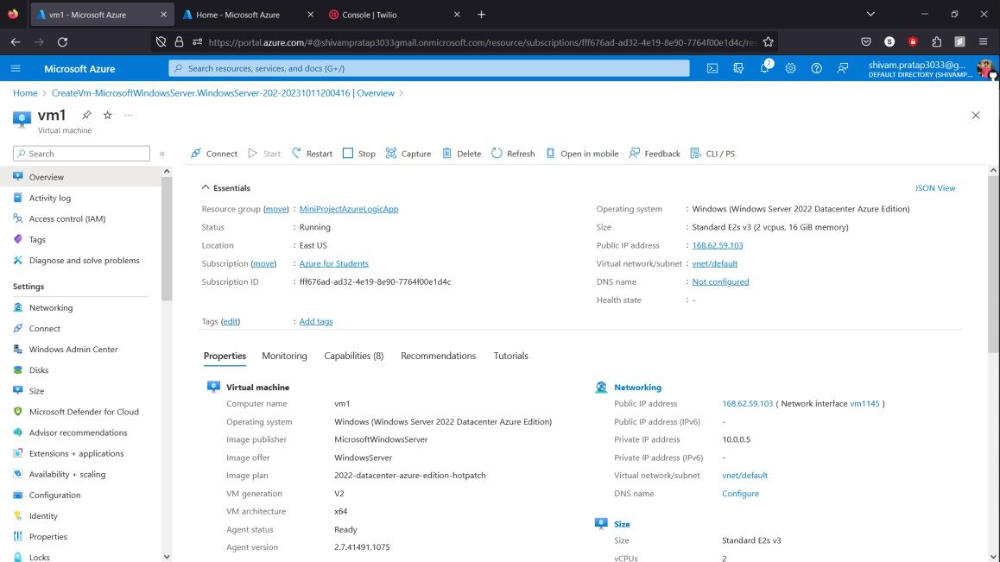 vm1 - Microsoft Azure
Home - Microsoft Azure
Console | Twilio
https://portal.azure.com/#@shivampratap3033gmail.onmicrosoft.com/resource/subscriptions/fff676ad-ad32-4e19-8e90-7764f00e1d4c/res
Microsoft Azure
Search resources, services, and docs (G+/)
2
shivam.pratap3033@g...
DEFAULT DIRECTORY (SHIVAMP...
Home > CreateVm-MicrosoftWindowsServer.WindowsServer-202-20231011200416 | Overview >
vm1
Virtual machine
Search
Connect Start Restart Stop Capture Delete Refresh Open in mobile Feedback CLI / PS
Overview
Activity log
Access control (IAM)
Tags
Diagnose and solve problems
Settings
Networking
Connect
Windows Admin Center
Disks
Size
Microsoft Defender for Cloud
Advisor recommendations
Extensions + applications
Availability + scaling
Configuration
Identity
Properties
Locks
Essentials
JSON View
Resource group (move) : MiniProjectAzureLogicApp
Status : Running
Location : East US
Subscription (move) : Azure for Students
Subscription ID : fff676ad-ad32-4e19-8e90-7764f00e1d4c
Operating system : Windows (Windows Server 2022 Datacenter Azure Edition)
Size : Standard E2s v3 (2 vcpus, 16 GiB memory)
Public IP address : 168.62.59.103
Virtual network/subnet : vnet/default
DNS name : Not configured
Health state : -
Tags (edit) : Add tags
Properties Monitoring Capabilities (8) Recommendations Tutorials
Virtual machine
Computer name vm1
Operating system Windows (Windows Server 2022 Datacenter Azure Edition)
Image publisher MicrosoftWindowsServer
Image offer WindowsServer
Image plan 2022-datacenter-azure-edition-hotpatch
VM generation V2
VM architecture x64
Agent status Ready
Agent version 2.7.41491.1075
Networking
Public IP address 168.62.59.103 ( Network interface vm1145 )
Public IP address (IPv6) -
Private IP address 10.0.0.5
Private IP address (IPv6) -
Virtual network/subnet vnet/default
DNS name Configure
Size
Size Standard E2s v3
vCPUs 2